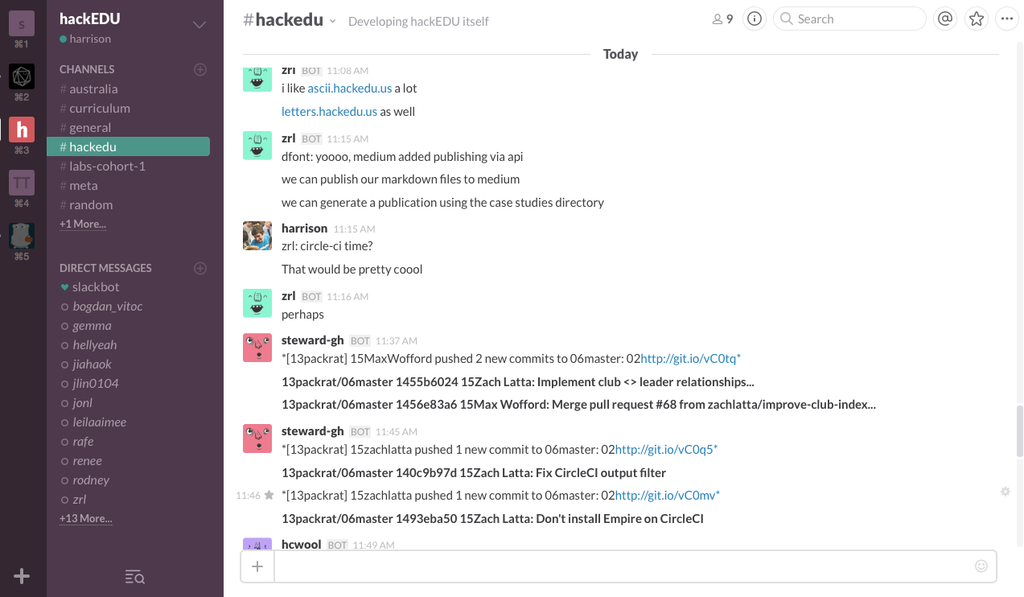 S
⌘1
⌘2
h
⌘3
TT
⌘4
⌘5
hackEDU
harrison
CHANNELS
# australia
# curriculum
# general
# hackedu
# labs-cohort-1
# meta
# random
+1 More...
DIRECT MESSAGES
slackbot
bogdan_vitoc
gemma
hellyeah
jiahaok
jlin0104
jonl
leiloaimee
rafe
renee
rodney
zrl
+13 More...
#hackedu
Developing hackEDU itself
9
Search
Today
zrl BOT 11:08 AM
i like ascii.hackedu.us a lot
letters.hackedu.us as well
zrl BOT 11:15 AM
dfont: yoooo, medium added publishing via api
we can publish our markdown files to medium
we can generate a publication using the case studies directory
harrison 11:15 AM
zrl: circle-ci time?
That would be pretty coool
zrl BOT 11:16 AM
perhaps
steward-gh BOT 11:37 AM
*[13packrat] 15MaxWofford pushed 2 new commits to 06master: 02http://git.io/vC0tq*
13packrat/06master 1455b6024 15Zach Latta: Implement club <> leader relationships...
13packrat/06master 1456e83a6 15Max Wofford: Merge pull request #68 from zachlatta/improve-club-index...
steward-gh BOT 11:45 AM
*[13packrat] 15zachlatta pushed 1 new commit to 06master: 02http://git.io/vC0q5*
13packrat/06master 140c9b97d 15Zach Latta: Fix CircleCI output filter
11:46 *[13packrat] 15zachlatta pushed 1 new commit to 06master: 02http://git.io/vC0mv*
13packrat/06master 1493eba50 15Zach Latta: Don't install Empire on CircleCI
hcwool BOT 11:49 AM